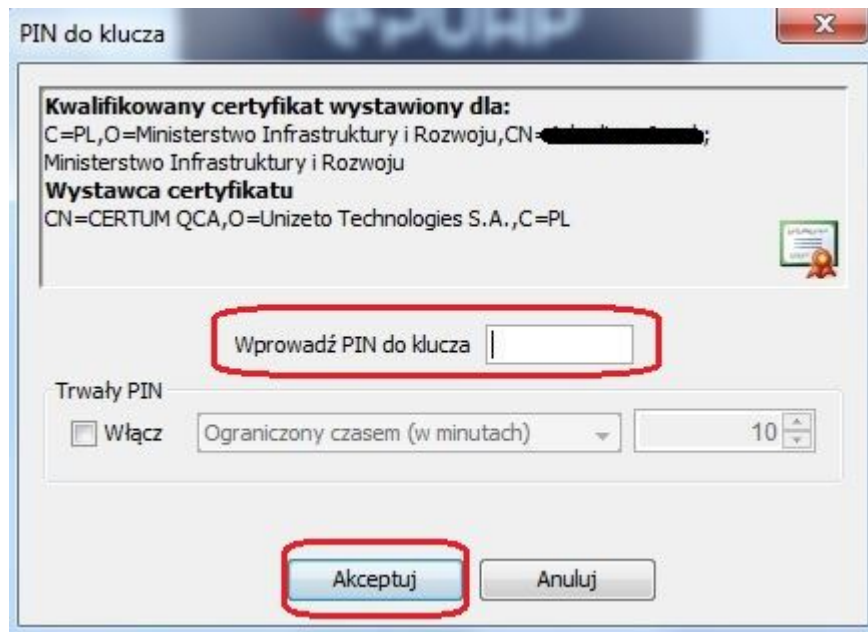 ePUAP
PIN do klucza
Kwalifikowany certyfikat wystawiony dla:
C=PL,O=Ministerstwo Infrastruktury i Rozwoju,CN=;
Ministerstwo Infrastruktury i Rozwoju
Wystawca certyfikatu
CN=CERTUM QCA,O=Unizeto Technologies S.A.,C=PL
Wprowadź PIN do klucza
Trwały PIN
Włącz Ograniczony czasem (w minutach) 10
Akceptuj Anuluj